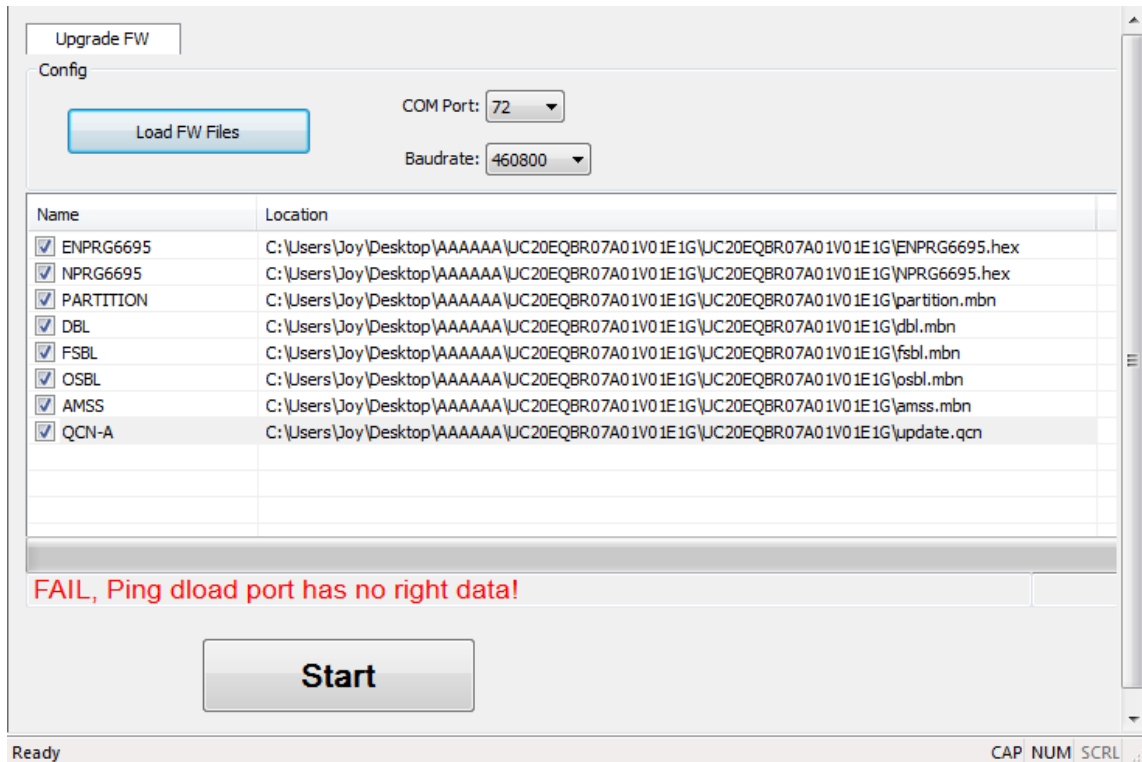 Upgrade FW
Config
Load FW Files
COM Port: 72
Baudrate: 460800
Name Location
ENPRG6695 C:\Users\Joy\Desktop\AAAAAA\UC20EQBR07A01V01E1G\UC20EQBR07A01V01E1G\ENPRG6695.hex
NPRG6695 C:\Users\Joy\Desktop\AAAAAA\UC20EQBR07A01V01E1G\UC20EQBR07A01V01E1G\NPRG6695.hex
PARTITION C:\Users\Joy\Desktop\AAAAAA\UC20EQBR07A01V01E1G\UC20EQBR07A01V01E1G\partition.mbn
DBL C:\Users\Joy\Desktop\AAAAAA\UC20EQBR07A01V01E1G\UC20EQBR07A01V01E1G\dbl.mbn
FSBL C:\Users\Joy\Desktop\AAAAAA\UC20EQBR07A01V01E1G\UC20EQBR07A01V01E1G\fsbl.mbn
OSBL C:\Users\Joy\Desktop\AAAAAA\UC20EQBR07A01V01E1G\UC20EQBR07A01V01E1G\osbl.mbn
AMSS C:\Users\Joy\Desktop\AAAAAA\UC20EQBR07A01V01E1G\UC20EQBR07A01V01E1G\amss.mbn
QCN-A C:\Users\Joy\Desktop\AAAAAA\UC20EQBR07A01V01E1G\UC20EQBR07A01V01E1G\update.qcn
FAIL, Ping dload port has no right data!
Start
Ready CAP NUM SCRL